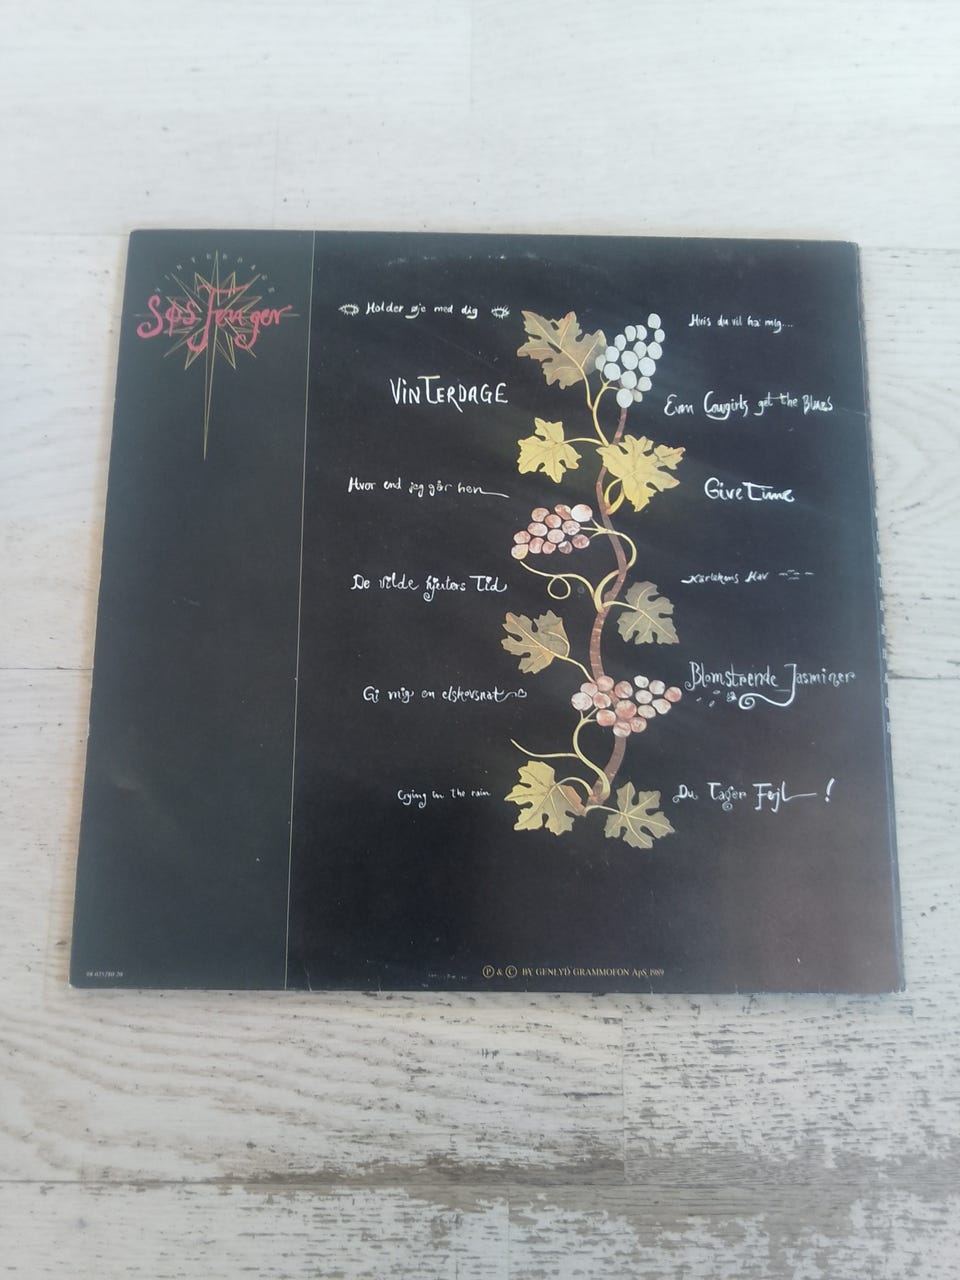 VINTERDAGE
Søs Fenger
Holder øje med dig
VINTERDAGE
Hvor end jeg går hen
De vilde hjerters Tid
Gi mig en elskovsnat
Crying in the rain
Hvis du vil ha' mig....
Even Cowgirls get the Blues
Give Time
Kärlekens Hav
Blomstrende Jasminer
Du Tager Fejl !
℗ & © BY GENLYD GRAMMOFON ApS 1989